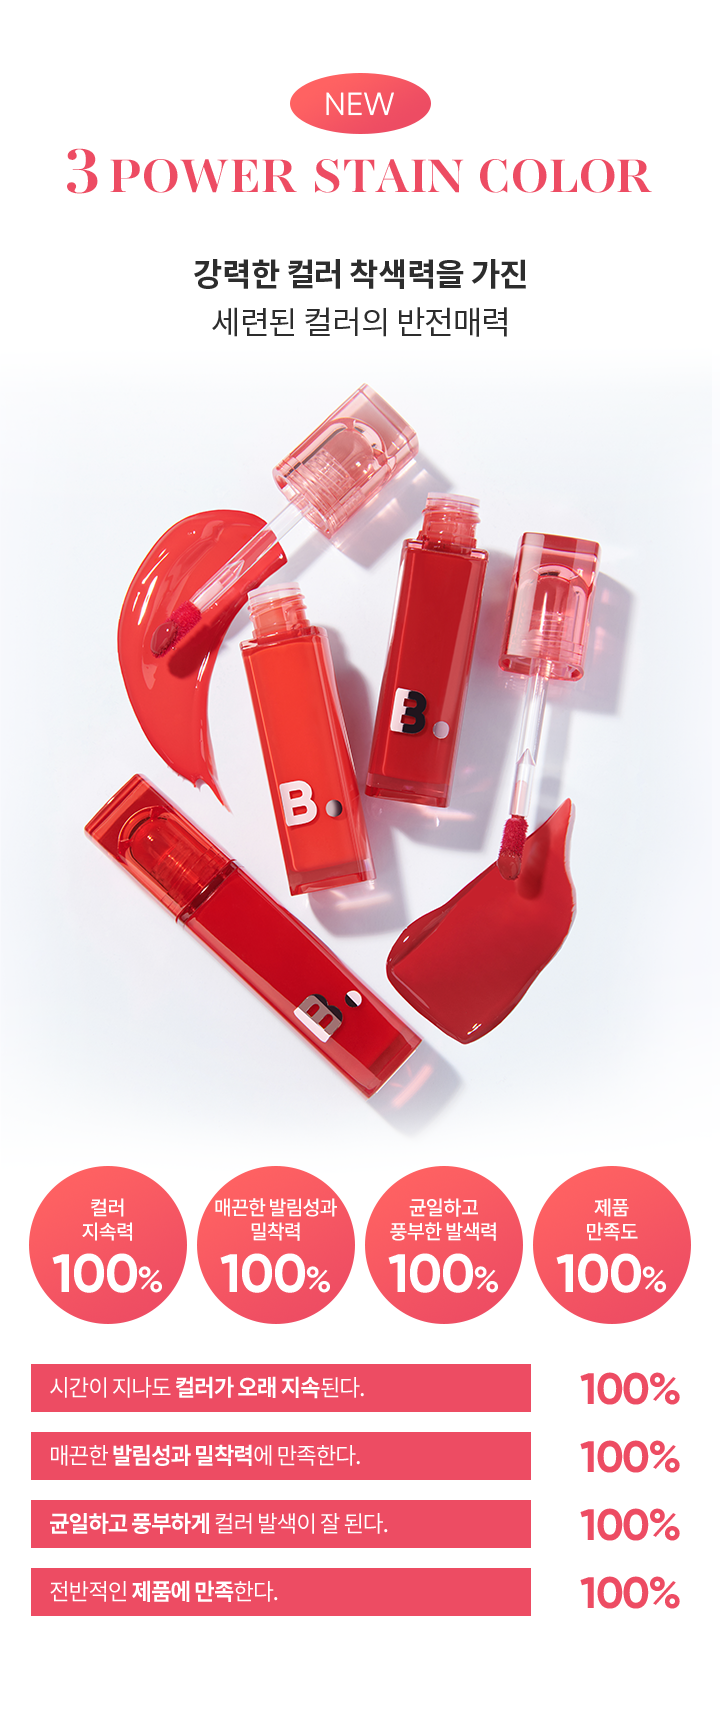 NEW
3 POWER STAIN COLOR
강력한 컬러 착색력을 가진
세련된 컬러의 반전매력
B.
B.
B.
컬러
지속력
100%
매끈한 발림성과
밀착력
100%
균일하고
풍부한 발색력
100%
제품
만족도
100%
시간이 지나도 컬러가 오래 지속된다. 100%
매끈한 발림성과 밀착력에 만족한다. 100%
균일하고 풍부하게 컬러 발색이 잘 된다. 100%
전반적인 제품에 만족한다. 100%